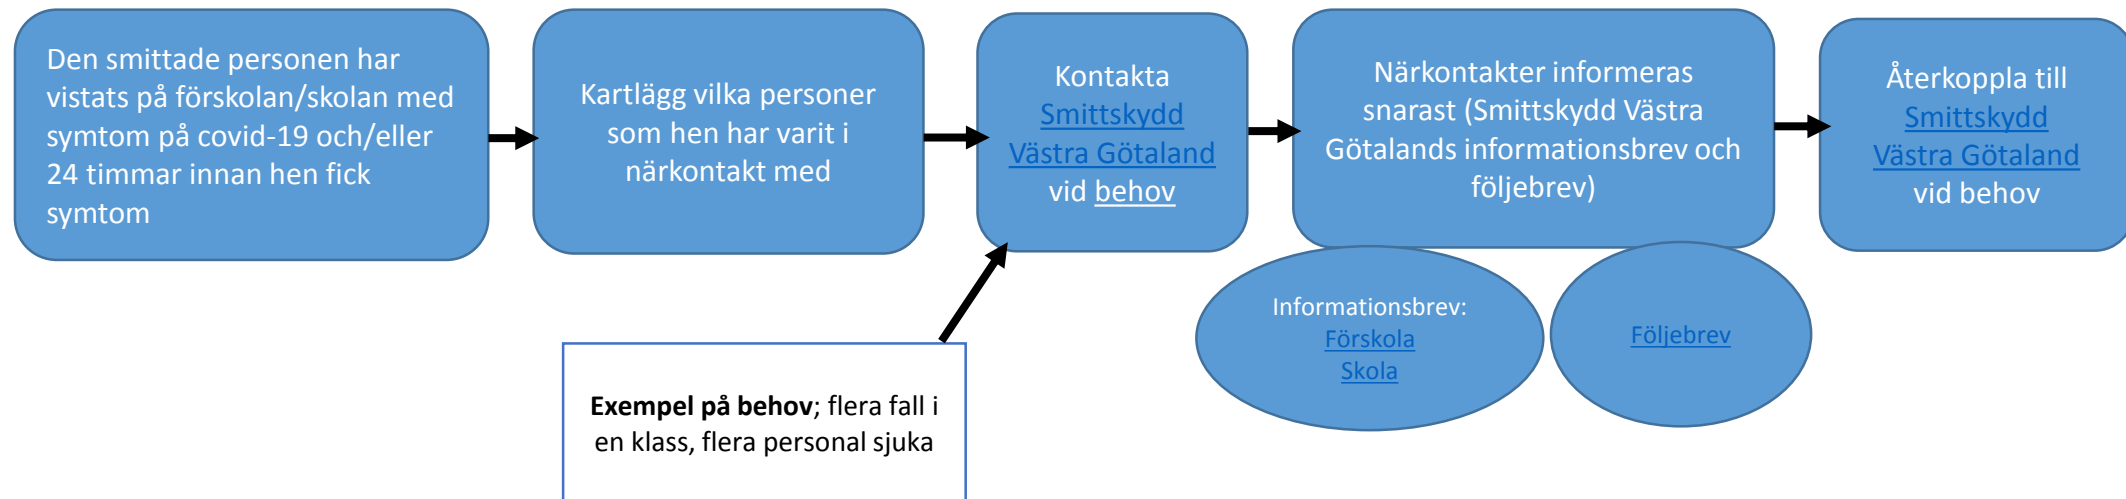 Den smittade personen har
vistats på förskolan/skolan med
symtom på covid-19 och/eller
24 timmar innan hen fick
symtom
Kartlägg vilka personer
som hen har varit i
närkontakt med
Kontakta
Smittskydd
Västra Götaland
vid behov
Närkontakter informeras
snarast (Smittskydd Västra
Götalands informationsbrev och
följebrev)
Återkoppla till
Smittskydd
Västra Götaland
vid behov
Informationsbrev:
Förskola
Skola
Följebrev
Exempel på behov; flera fall i
en klass, flera personal sjuka